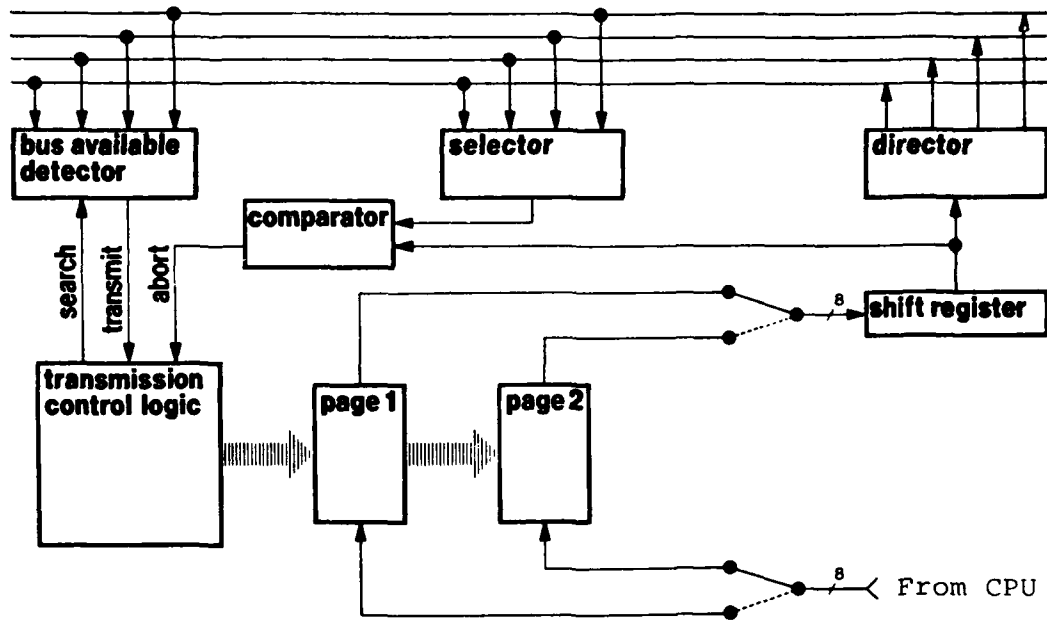 bus available
detector
selector
director
comparator
search
transmit
abort
8
shift register
transmission
control logic
page 1
page 2
8
From CPU